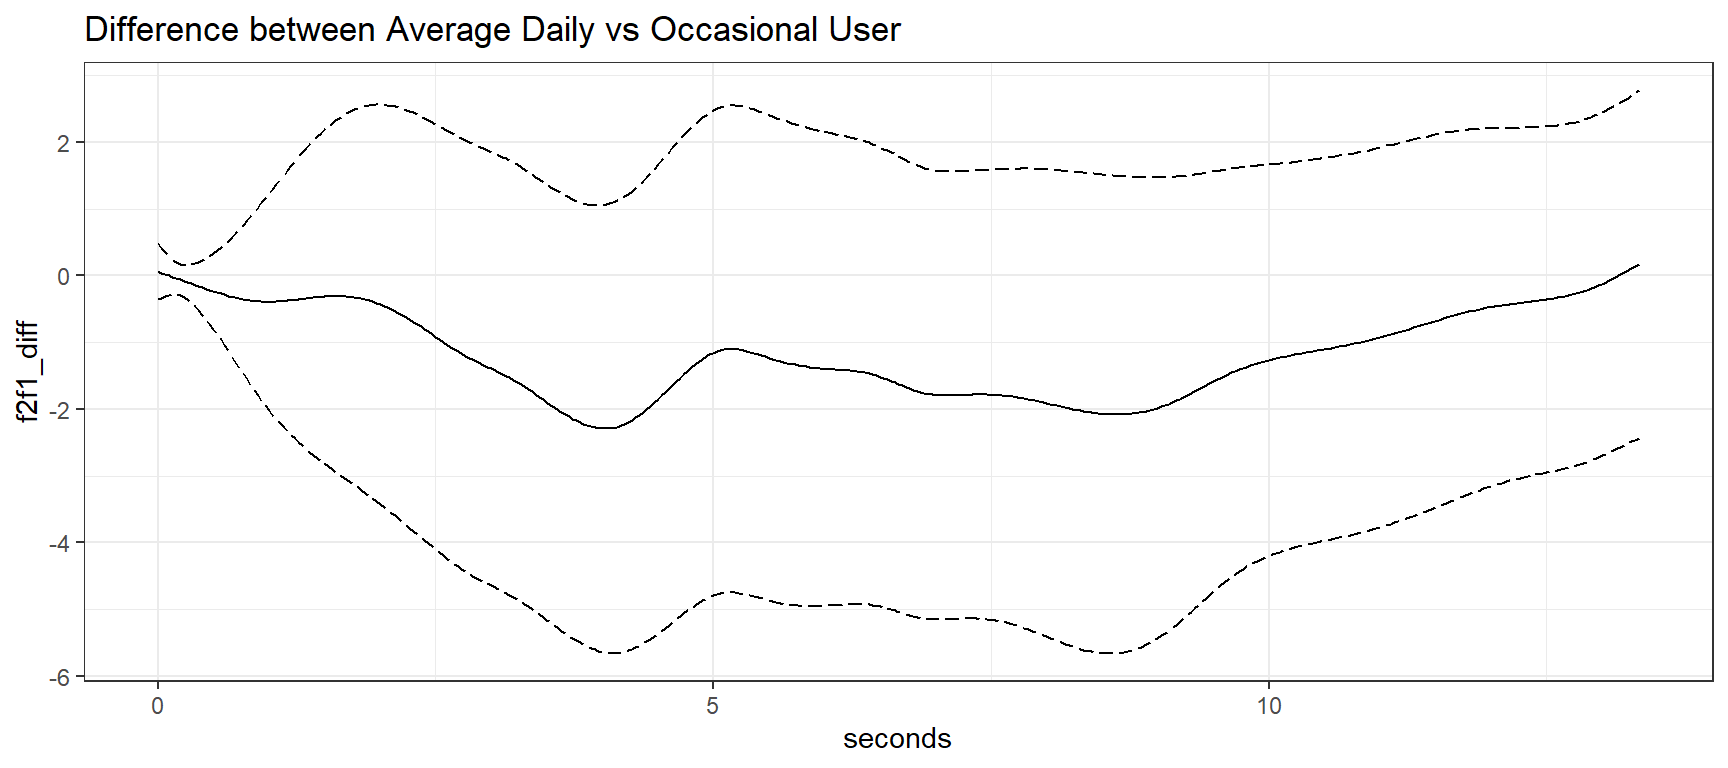 Difference between Average Daily vs Occasional User
f2f1_diff
2
0
-2
-4
-6
0 5 10
seconds